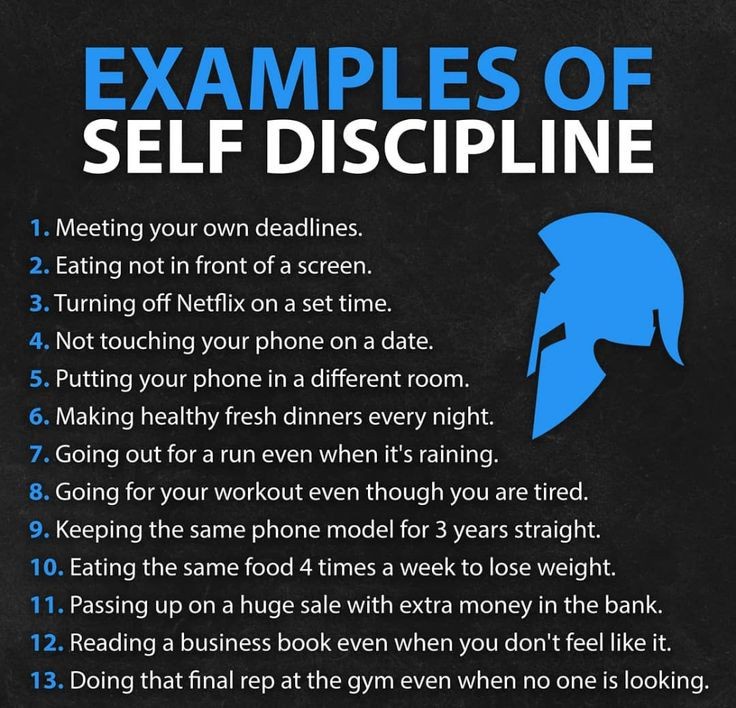 EXAMPLES OF
SELF DISCIPLINE
1. Meeting your own deadlines.
2. Eating not in front of a screen.
3. Turning off Netflix on a set time.
4. Not touching your phone on a date.
5. Putting your phone in a different room.
6. Making healthy fresh dinners every night.
7. Going out for a run even when it's raining.
8. Going for your workout even though you are tired.
9. Keeping the same phone model for 3 years straight.
10. Eating the same food 4 times a week to lose weight.
11. Passing up on a huge sale with extra money in the bank.
12. Reading a business book even when you don't feel like it.
13. Doing that final rep at the gym even when no one is looking.